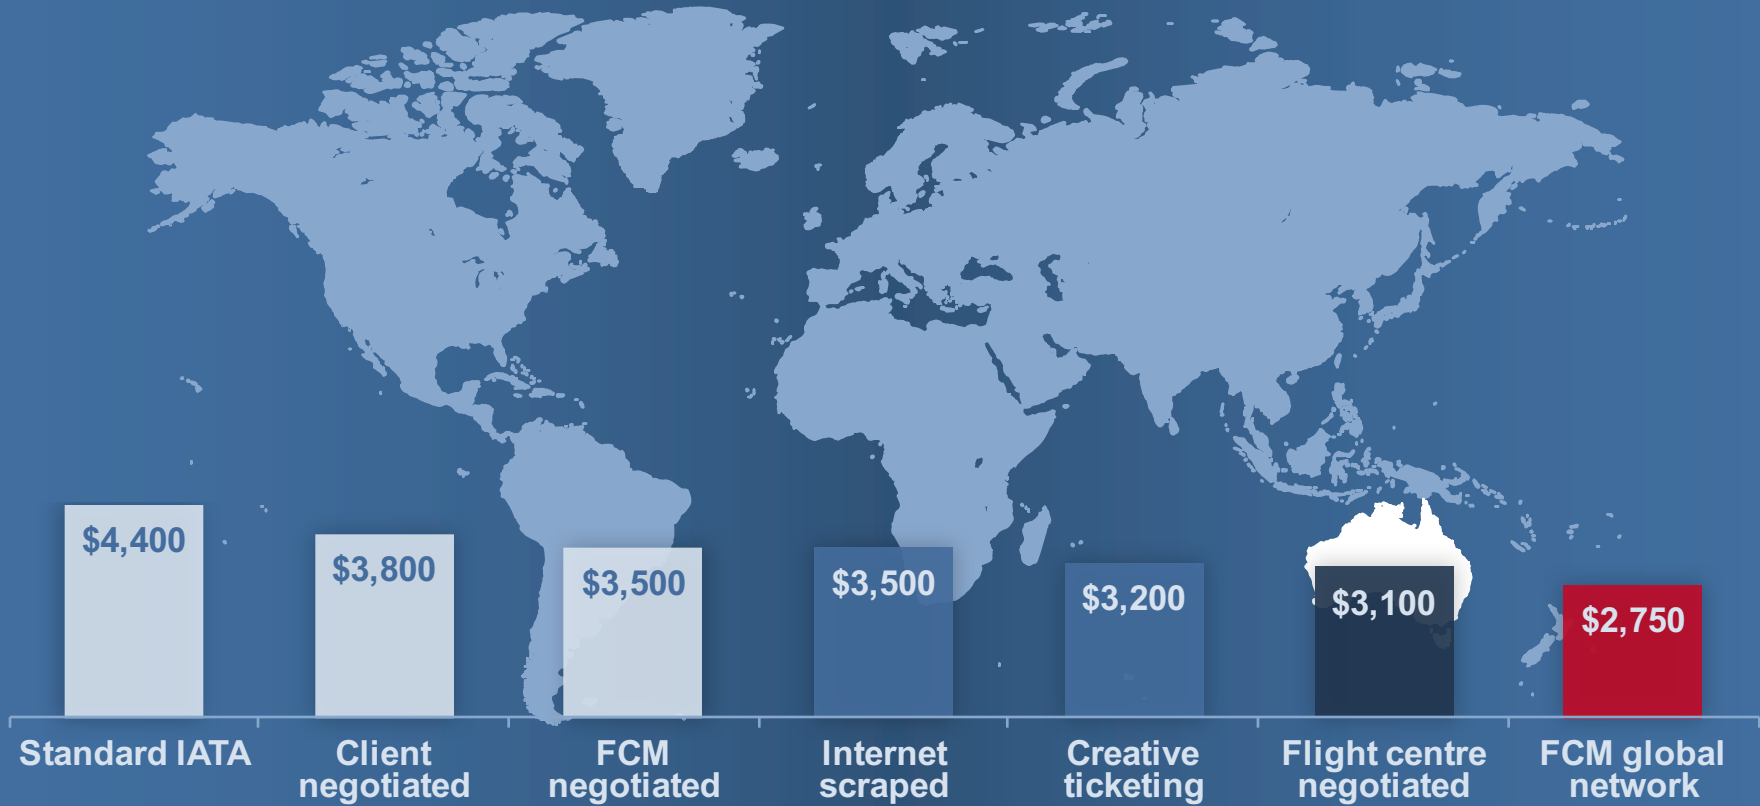 $4,400
$3,800
$3,500
$3,500
$3,200
$3,100
$2,750
Standard IATA
Client
negotiated
FCM
negotiated
Internet
scraped
Creative
ticketing
Flight centre
negotiated
FCM global
network